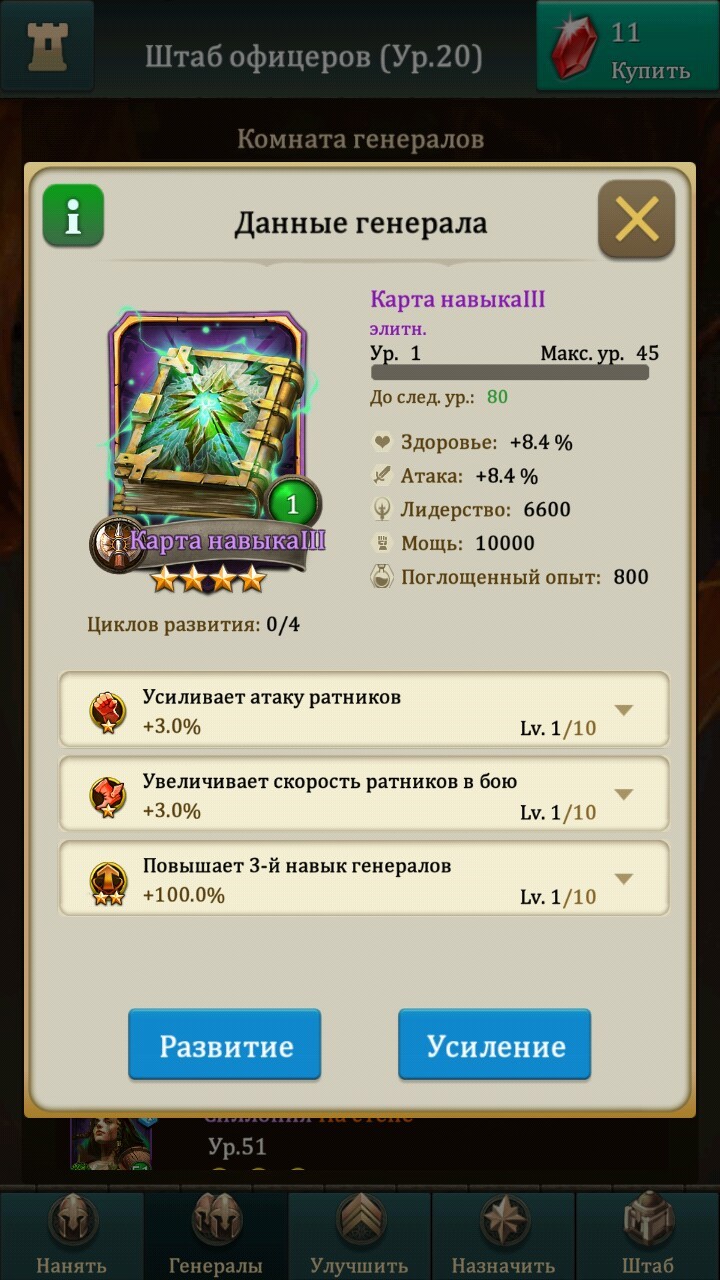 Штаб офицеров (Ур.20)
11
Купить
Комната генералов
i
Данные генерала
Карта навыкаIII
элитн.
Ур. 1 Макс. ур. 45
До след. ур.: 80
Здоровье: +8.4 %
Атака: +8.4 %
Лидерство: 6600
Мощь: 10000
Поглощенный опыт: 800
1
Карта навыкаIII
Циклов развития: 0/4
Усиливает атаку ратников
+3.0% Lv. 1/10
Увеличивает скорость ратников в бою
+3.0% Lv. 1/10
Повышает 3-й навык генералов
+100.0% Lv. 1/10
Развитие Усиление
Ур.51
Нанять Генералы Улучшить Назначить Штаб